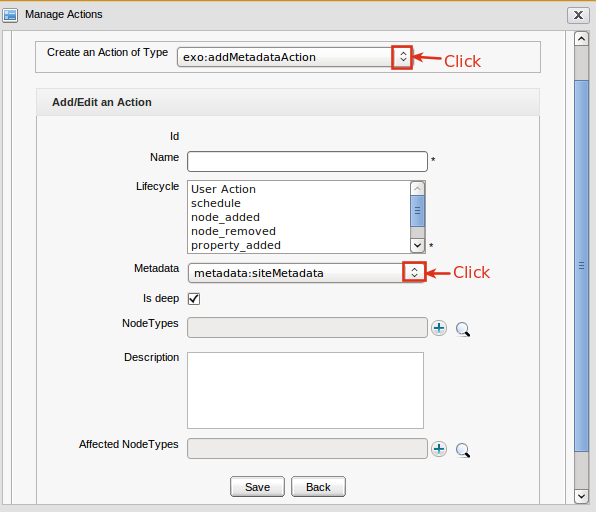 Manage Actions
Create an Action of Type exo:addMetadataAction Click
Add/Edit an Action
Id
Name *
Lifecycle User Action
schedule
node_added
node_removed
property_added *
Metadata metadata:siteMetadata Click
Is deep
NodeTypes
Description
Affected NodeTypes
Save Back